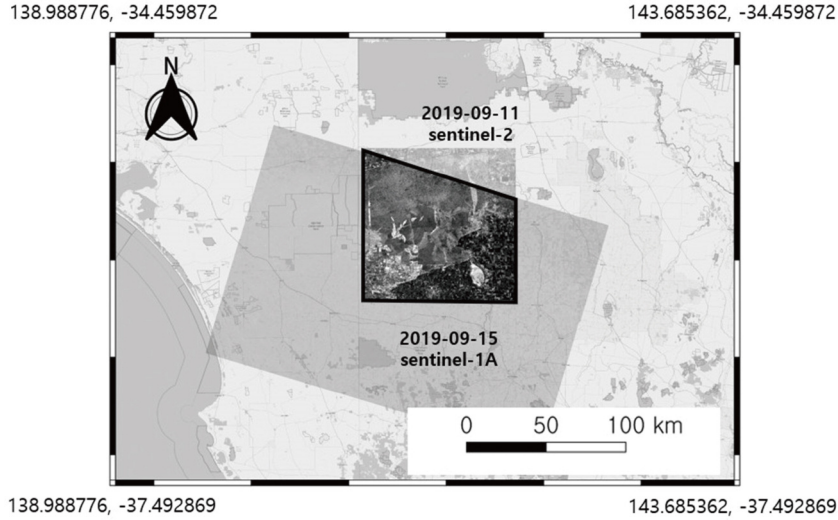 138.988776, -34.459872
143.685362, -34.459872
N
2019-09-11
sentinel-2
2019-09-15
sentinel-1A
0 50 100 km
138.988776, -37.492869
143.685362, -37.492869